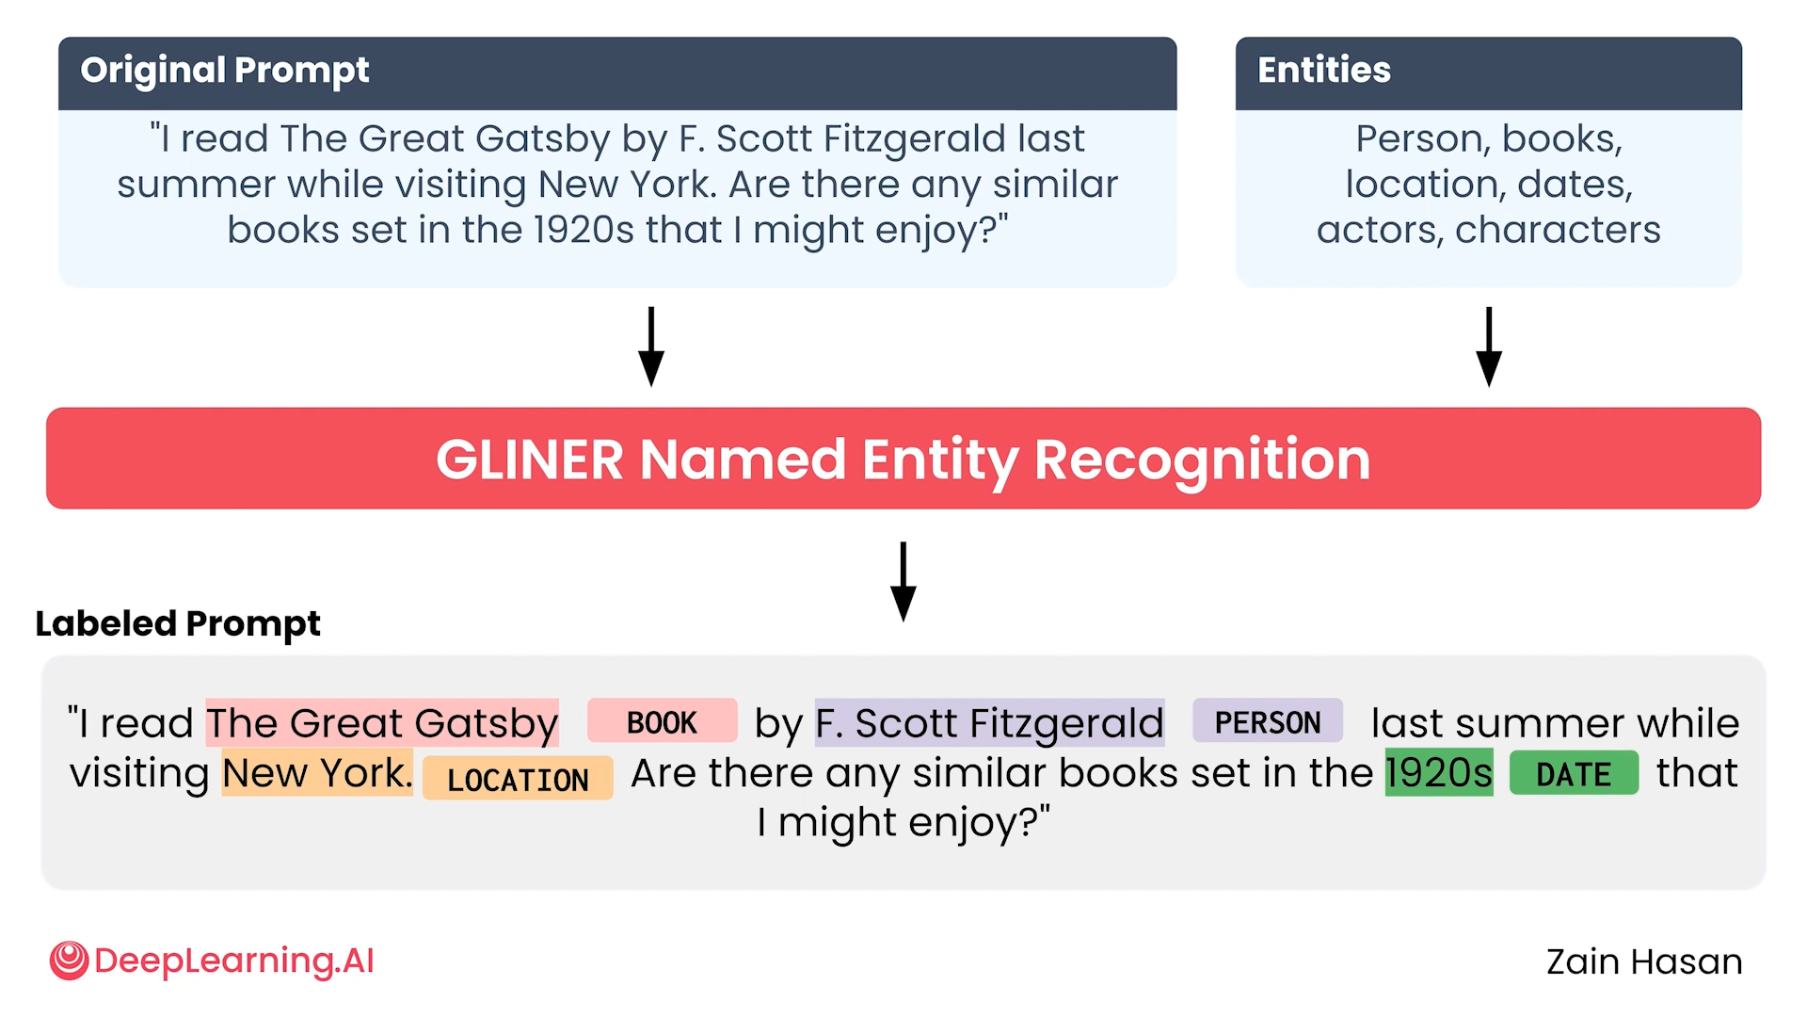 Original Prompt
"I read The Great Gatsby by F. Scott Fitzgerald last
summer while visiting New York. Are there any similar
books set in the 1920s that I might enjoy?"
Entities
Person, books,
location, dates,
actors, characters
GLINER Named Entity Recognition
Labeled Prompt
"I read The Great Gatsby BOOK by F. Scott Fitzgerald PERSON last summer while
visiting New York. LOCATION Are there any similar books set in the 1920s DATE that
I might enjoy?"
DeepLearning.AI
Zain Hasan